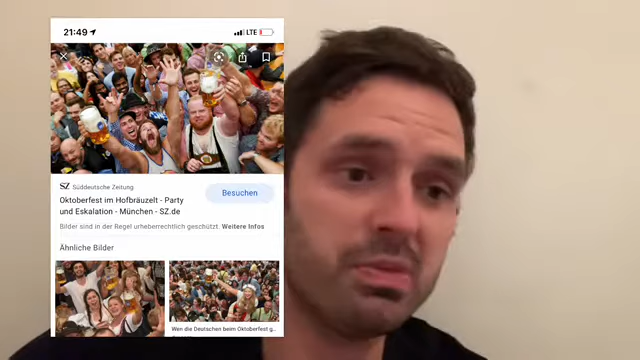 21:49
LTE
SZ Süddeutsche Zeitung
Oktoberfest im Hofbräuzelt - Party
und Eskalation - München - SZ.de
Besuchen
Bilder sind in der Regel urheberrechtlich geschützt. Weitere Infos
Ähnliche Bilder
Wen die Deutschen beim Oktoberfest g...